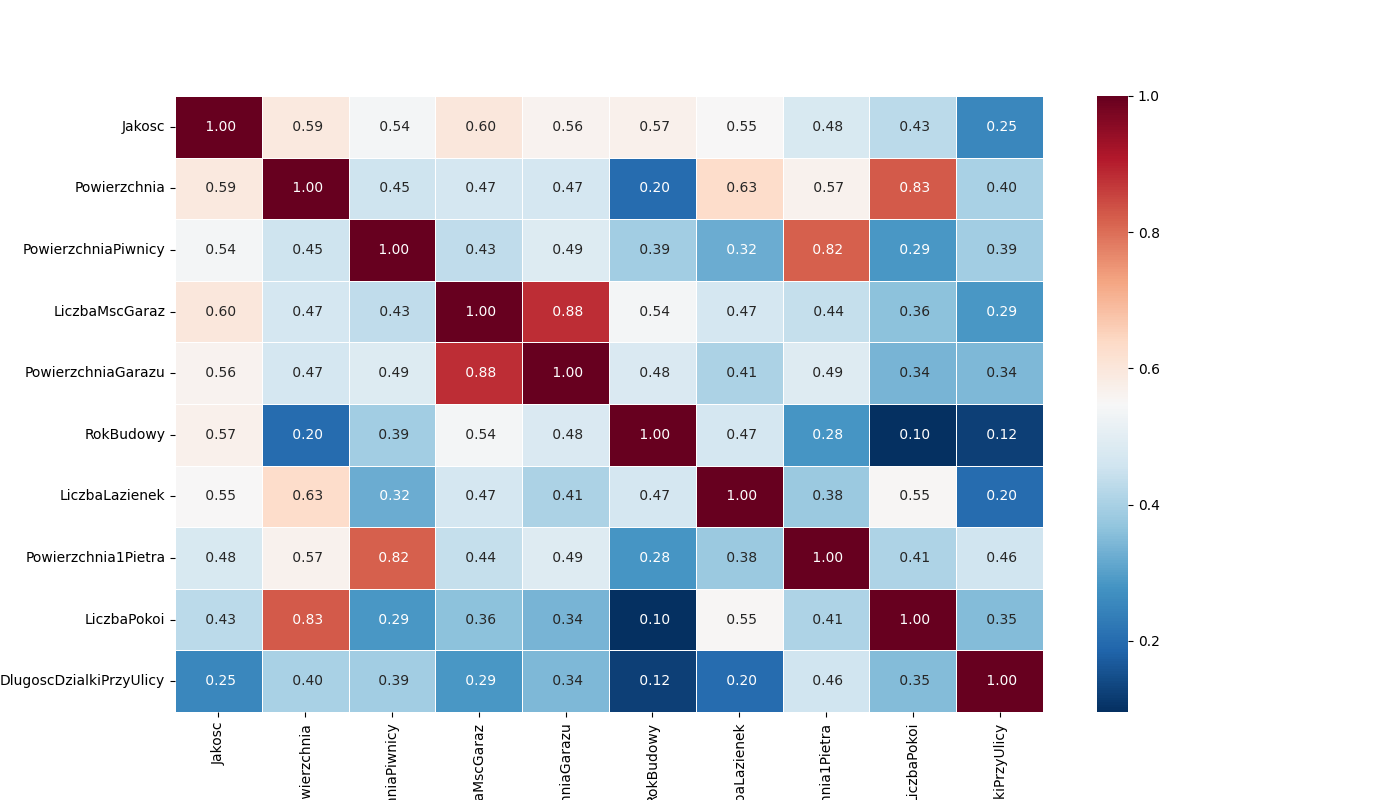 Jakosc 1.00 0.59 0.54 0.60 0.56 0.57 0.55 0.48 0.43 0.25
Powierzchnia 0.59 1.00 0.45 0.47 0.47 0.20 0.63 0.57 0.83 0.40
PowierzchniaPiwnicy 0.54 0.45 1.00 0.43 0.49 0.39 0.32 0.82 0.29 0.39
LiczbaMscGaraz 0.60 0.47 0.43 1.00 0.88 0.54 0.47 0.44 0.36 0.29
PowierzchniaGarazu 0.56 0.47 0.49 0.88 1.00 0.48 0.41 0.49 0.34 0.34
RokBudowy 0.57 0.20 0.39 0.54 0.48 1.00 0.47 0.28 0.10 0.12
LiczbaLazienek 0.55 0.63 0.32 0.47 0.41 0.47 1.00 0.38 0.55 0.20
Powierzchnia1Pietra 0.48 0.57 0.82 0.44 0.49 0.28 0.38 1.00 0.41 0.46
LiczbaPokoi 0.43 0.83 0.29 0.36 0.34 0.10 0.55 0.41 1.00 0.35
DlugoscDzialkiPrzyUlicy 0.25 0.40 0.39 0.29 0.34 0.12 0.20 0.46 0.35 1.00
Jakosc
wierzchnia
niaPiwnicy
aMscGaraz
hniaGarazu
RokBudowy
baLazienek
hnia1Pietra
LiczbaPokoi
kiPrzyUlicy
1.0
0.8
0.6
0.4
0.2